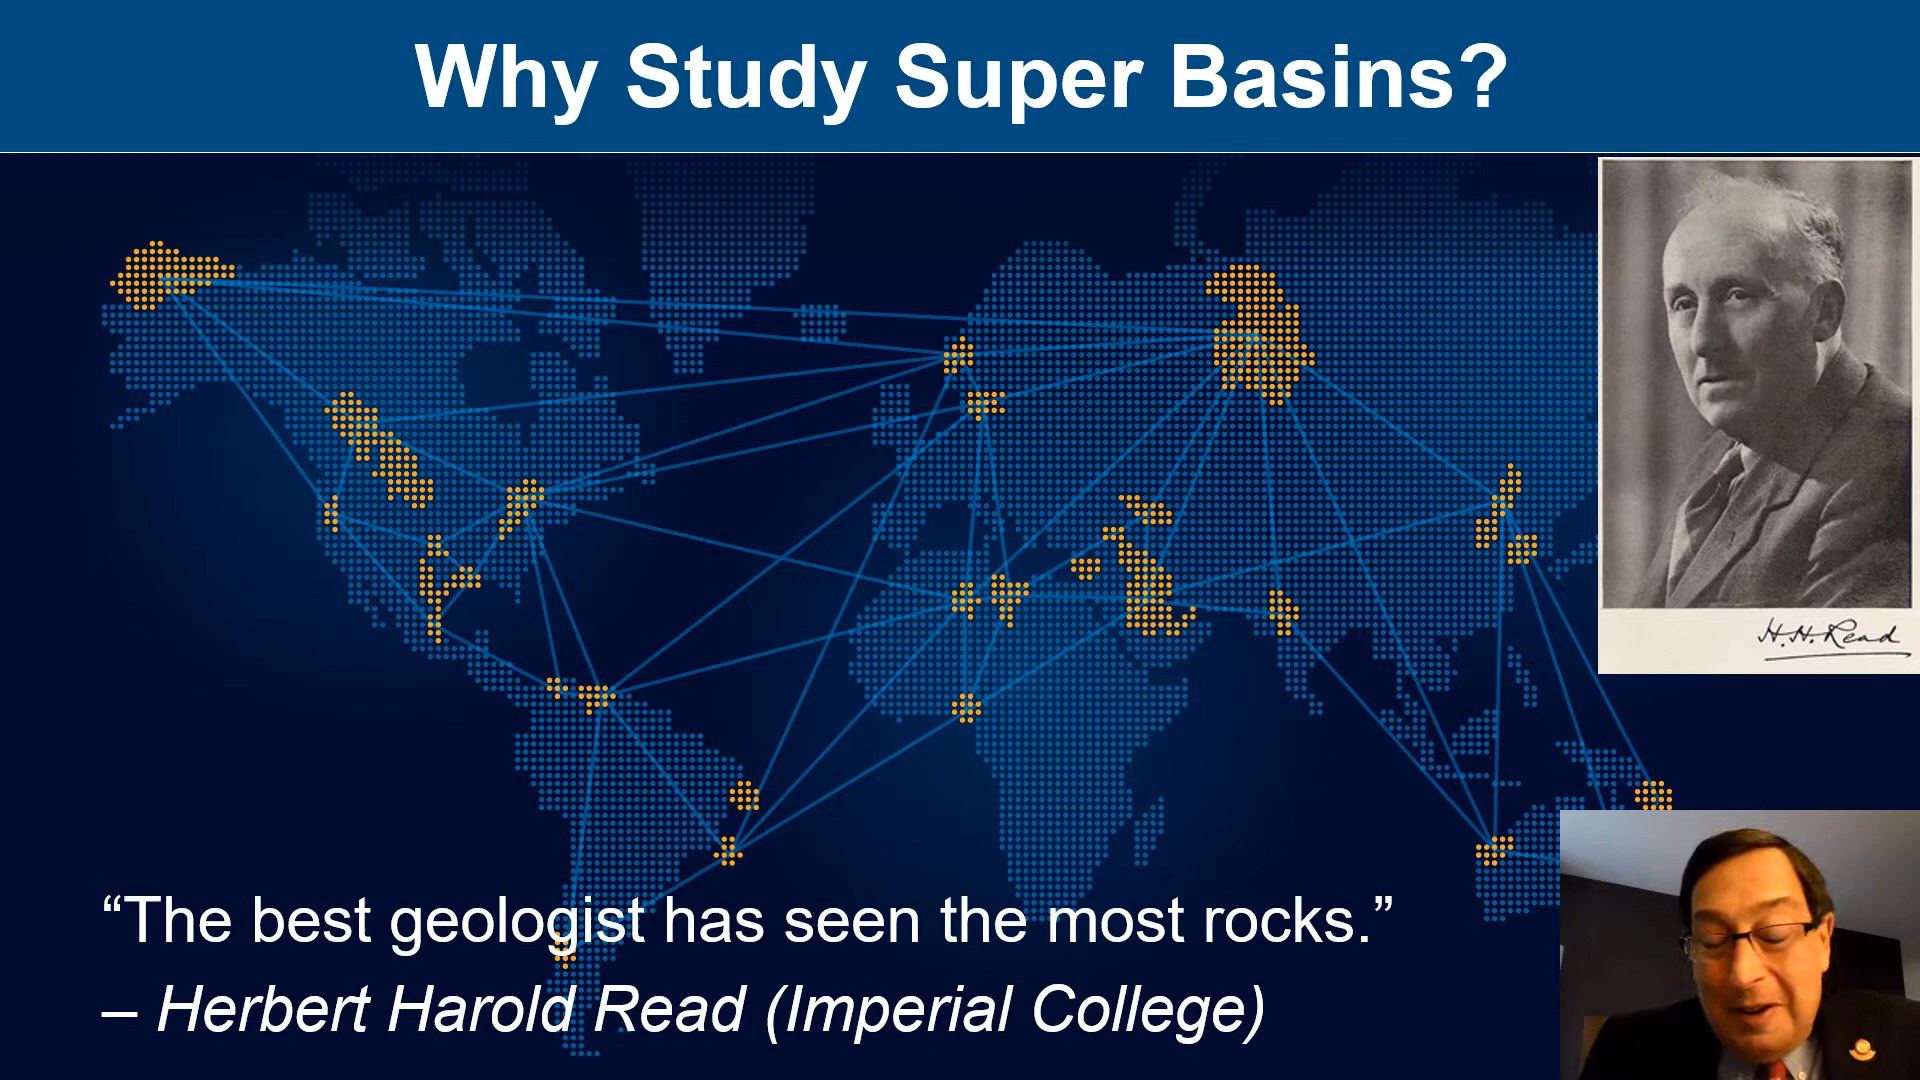 Why Study Super Basins?
H. H. Read
“The best geologist has seen the most rocks.”
– Herbert Harold Read (Imperial College)